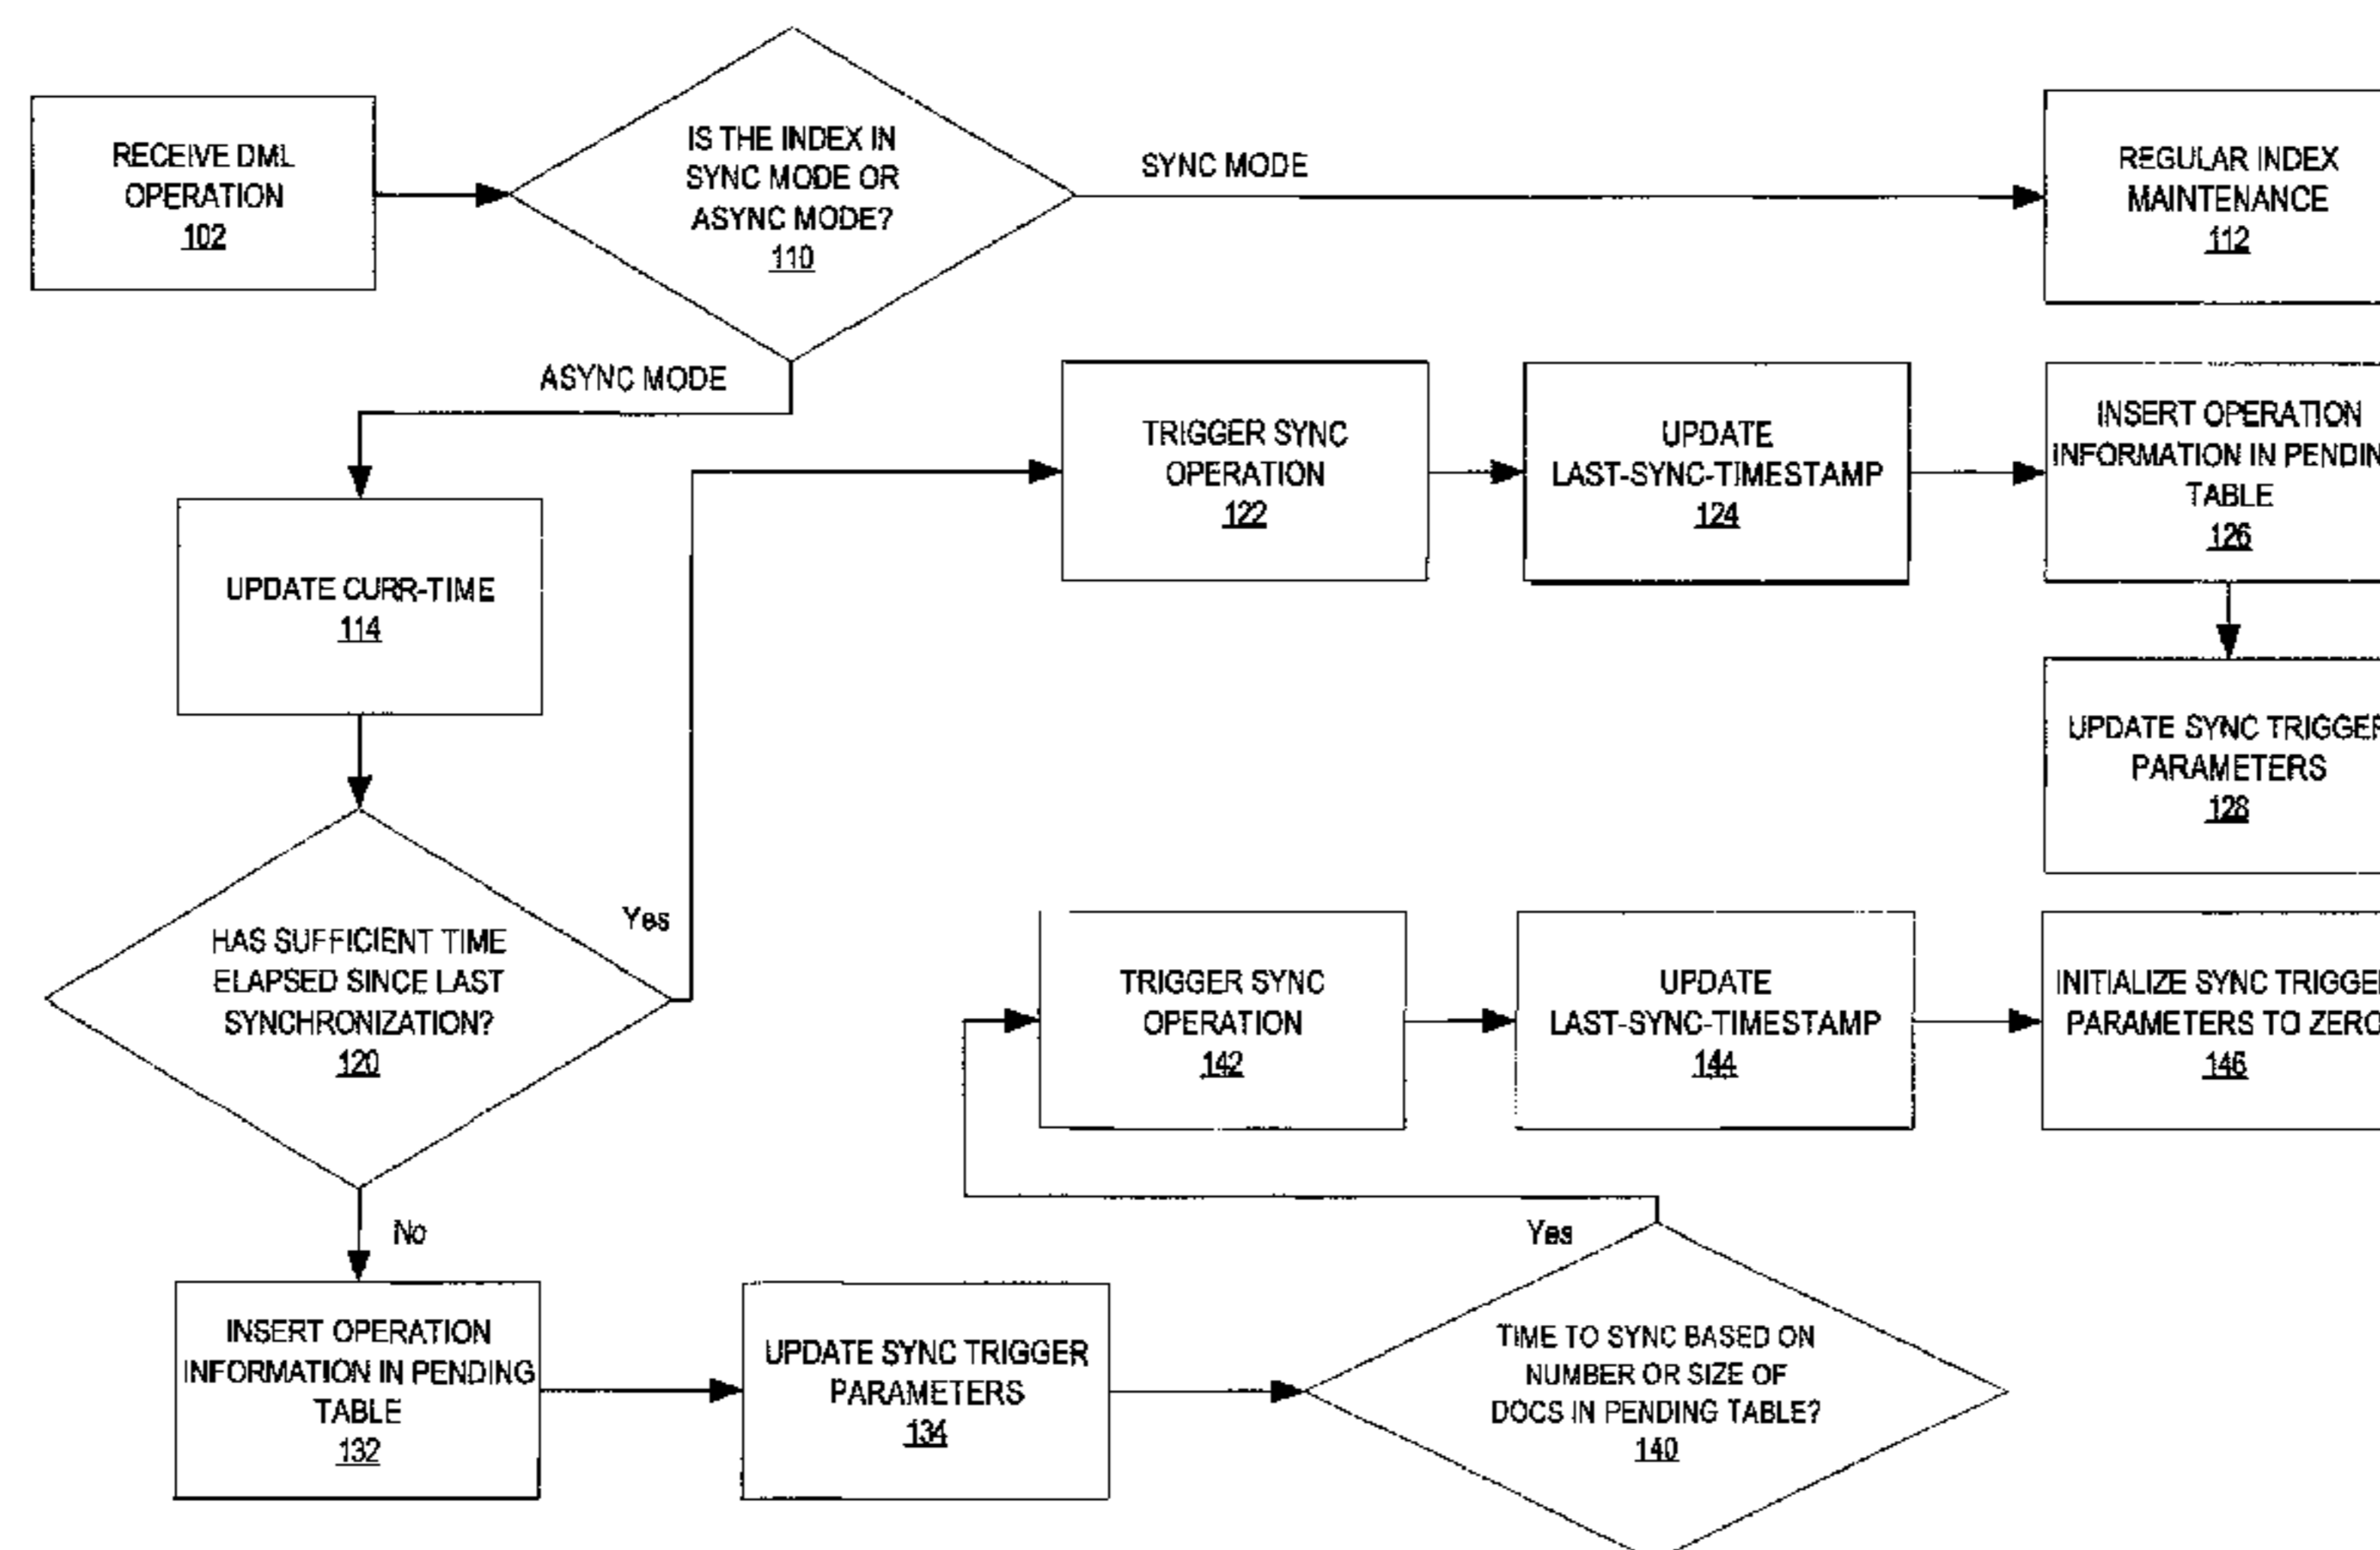 RECEIVE DML
OPERATION
102
IS THE INDEX IN
SYNC MODE OR
ASYNC MODE?
110
SYNC MODE
REGULAR INDEX
MAINTENANCE
112
ASYNC MODE
TRIGGER SYNC
OPERATION
122
UPDATE
LAST-SYNC-TIMESTAMP
124
INSERT OPERATION
INFORMATION IN PENDIN
TABLE
126
UPDATE CURR-TIME
114
UPDATE SYNC TRIGGER
PARAMETERS
128
HAS SUFFICIENT TIME
ELAPSED SINCE LAST
SYNCHRONIZATION?
120
Yes
TRIGGER SYNC
OPERATION
142
UPDATE
LAST-SYNC-TIMESTAMP
144
INITIALIZE SYNC TRIGGER
PARAMETERS TO ZERO
146
No
Yes
INSERT OPERATION
INFORMATION IN PENDING
TABLE
132
UPDATE SYNC TRIGGER
PARAMETERS
134
TIME TO SYNC BASED ON
NUMBER OR SIZE OF
DOCS IN PENDING TABLE?
140